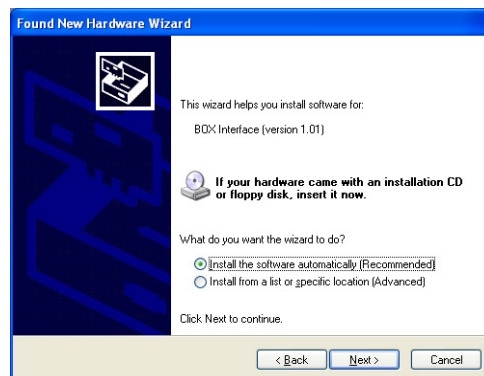 Found New Hardware Wizard
This wizard helps you install software for:
BOX Interface (version 1.01)
If your hardware came with an installation CD
or floppy disk, insert it now.
What do you want the wizard to do?
Install the software automatically (Recommended)
Install from a list or specific location (Advanced)
Click Next to continue.
< Back
Next >
Cancel